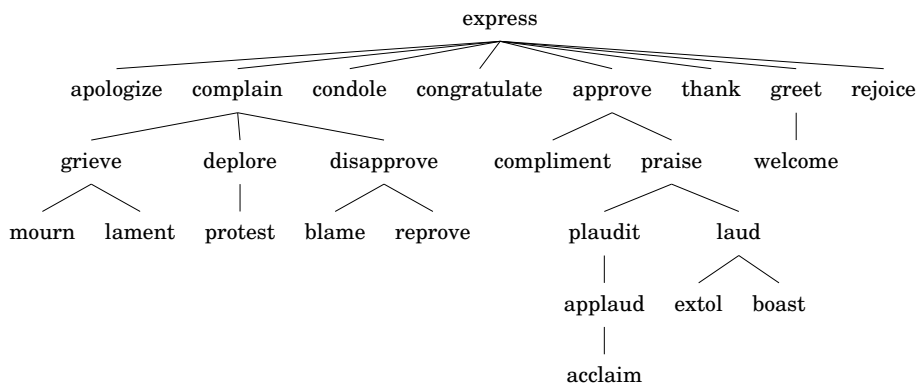 express
apologize complain condole congratulate approve thank greet rejoice
grieve deplore disapprove compliment praise welcome
mourn lament protest blame reprove plaudit laud
applaud extol boast
acclaim